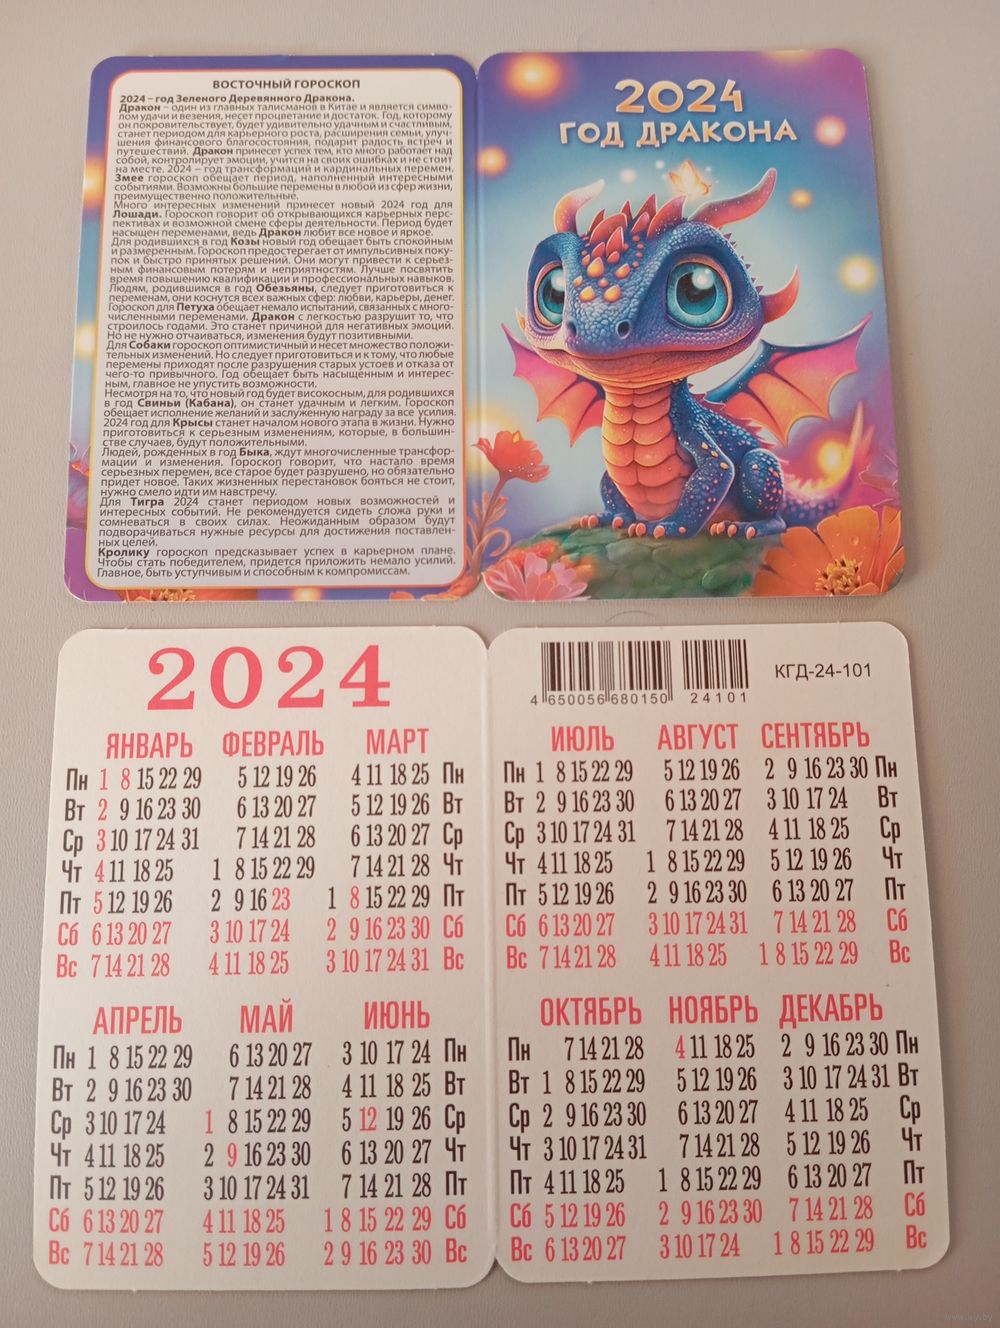 ВОСТОЧНЫЙ ГОРОСКОП
2024 – год Зеленого Деревянного Дракона.
Дракон – один из главных талисманов в Китае и является симво-
лом удачи и везения, несет процветание и достаток. Год, которому
он покровительствует, будет удивительно удачным и счастливым,
станет периодом для карьерного роста, расширения семьи, улуч-
шения финансового благосостояния, подарит радость встреч и
путешествий. Дракон принесет успех тем, кто много работает над
собой, контролирует эмоции, учится на своих ошибках и не стоит
на месте. 2024 – год трансформаций и кардинальных перемен.
Змее гороскоп обещает период, наполненный интересными
событиями. Возможны большие перемены в любой из сфер жизни,
преимущественно положительные.
Много интересных изменений принесет новый 2024 год для
Лошади. Гороскоп говорит об открывающихся карьерных перс-
пективах и возможной смене сферы деятельности. Период будет
насыщен переменами, ведь Дракон любит все новое и яркое.
Для родившихся в год Козы новый год обещает быть спокойным
и размеренным. Гороскоп предостерегает от импульсивных поку-
пок и быстро принятых решений. Они могут привести к серьез-
ным финансовым потерям и неприятностям. Лучше посвятить
время повышению квалификации и профессиональных навыков.
Людям, родившимся в год Обезьяны, следует приготовиться к
переменам, они коснутся всех важных сфер: любви, карьеры, денег.
Гороскоп для Петуха обещает немало испытаний, связанных с много-
численными переменами. Дракон с легкостью разрушит то, что
строилось годами. Это станет причиной для негативных эмоций.
Но не нужно отчаиваться, изменения будут позитивными.
Для Собаки гороскоп оптимистичный и несет множество положи-
тельных изменений. Но следует приготовиться и к тому, что любые
перемены приходят после разрушения старых устоев и отказа от
чего-то привычного. Год обещает быть насыщенным и интерес-
ным, главное не упустить возможности.
Несмотря на то, что новый год будет високосным, для родившихся
в год Свиньи (Кабана), он станет удачным и легким. Гороскоп
обещает исполнение желаний и заслуженную награду за все усилия.
2024 год для Крысы станет началом нового этапа в жизни. Нужно
приготовиться к серьезным изменениям, которые, в большин-
стве случаев, будут положительными.
Людей, рожденных в год Быка, ждут многочисленные трансфор-
мации и изменения. Гороскоп говорит, что настало время
серьезных перемен, все старое будет разрушено, но обязательно
придет новое. Таких жизненных перестановок бояться не стоит,
нужно смело идти им навстречу.
Для Тигра 2024 станет периодом новых возможностей и
интересных событий. Не рекомендуется сидеть сложа руки и
сомневаться в своих силах. Неожиданным образом будут
подворачиваться нужные ресурсы для достижения поставлен-
ных целей.
Кролику гороскоп предсказывает успех в карьерном плане.
Чтобы стать победителем, придется приложить немало усилий.
Главное, быть уступчивым и способным к компромиссам.
2024
ГОД ДРАКОНА
2024
ЯНВАРЬ ФЕВРАЛЬ МАРТ
Пн 1 8 15 22 29 5 12 19 26 4 11 18 25 Пн
Вт 2 9 16 23 30 6 13 20 27 5 12 19 26 Вт
Ср 3 10 17 24 31 7 14 21 28 6 13 20 27 Ср
Чт 4 11 18 25 1 8 15 22 29 7 14 21 28 Чт
Пт 5 12 19 26 2 9 16 23 1 8 15 22 29 Пт
Сб 6 13 20 27 3 10 17 24 2 9 16 23 30 Сб
Вс 7 14 21 28 4 11 18 25 3 10 17 24 31 Вс
АПРЕЛЬ МАЙ ИЮНЬ
Пн 1 8 15 22 29 6 13 20 27 3 10 17 24 Пн
Вт 2 9 16 23 30 7 14 21 28 4 11 18 25 Вт
Ср 3 10 17 24 1 8 15 22 29 5 12 19 26 Ср
Чт 4 11 18 25 2 9 16 23 30 6 13 20 27 Чт
Пт 5 12 19 26 3 10 17 24 31 7 14 21 28 Пт
Сб 6 13 20 27 4 11 18 25 1 8 15 22 29 Сб
Вс 7 14 21 28 5 12 19 26 2 9 16 23 30 Вс
4 650056 680150 24101
КГД-24-101
ИЮЛЬ АВГУСТ СЕНТЯБРЬ
Пн 1 8 15 22 29 5 12 19 26 2 9 16 23 30 Пн
Вт 2 9 16 23 30 6 13 20 27 3 10 17 24 Вт
Ср 3 10 17 24 31 7 14 21 28 4 11 18 25 Ср
Чт 4 11 18 25 1 8 15 22 29 5 12 19 26 Чт
Пт 5 12 19 26 2 9 16 23 30 6 13 20 27 Пт
Сб 6 13 20 27 3 10 17 24 31 7 14 21 28 Сб
Вс 7 14 21 28 4 11 18 25 1 8 15 22 29 Вс
ОКТЯБРЬ НОЯБРЬ ДЕКАБРЬ
Пн 7 14 21 28 4 11 18 25 2 9 16 23 30 Пн
Вт 1 8 15 22 29 5 12 19 26 3 10 17 24 31 Вт
Ср 2 9 16 23 30 6 13 20 27 4 11 18 25 Ср
Чт 3 10 17 24 31 7 14 21 28 5 12 19 26 Чт
Пт 4 11 18 25 1 8 15 22 29 6 13 20 27 Пт
Сб 5 12 19 26 2 9 16 23 30 7 14 21 28 Сб
Вс 6 13 20 27 3 10 17 24 1 8 15 22 29 Вс
www.ay.by